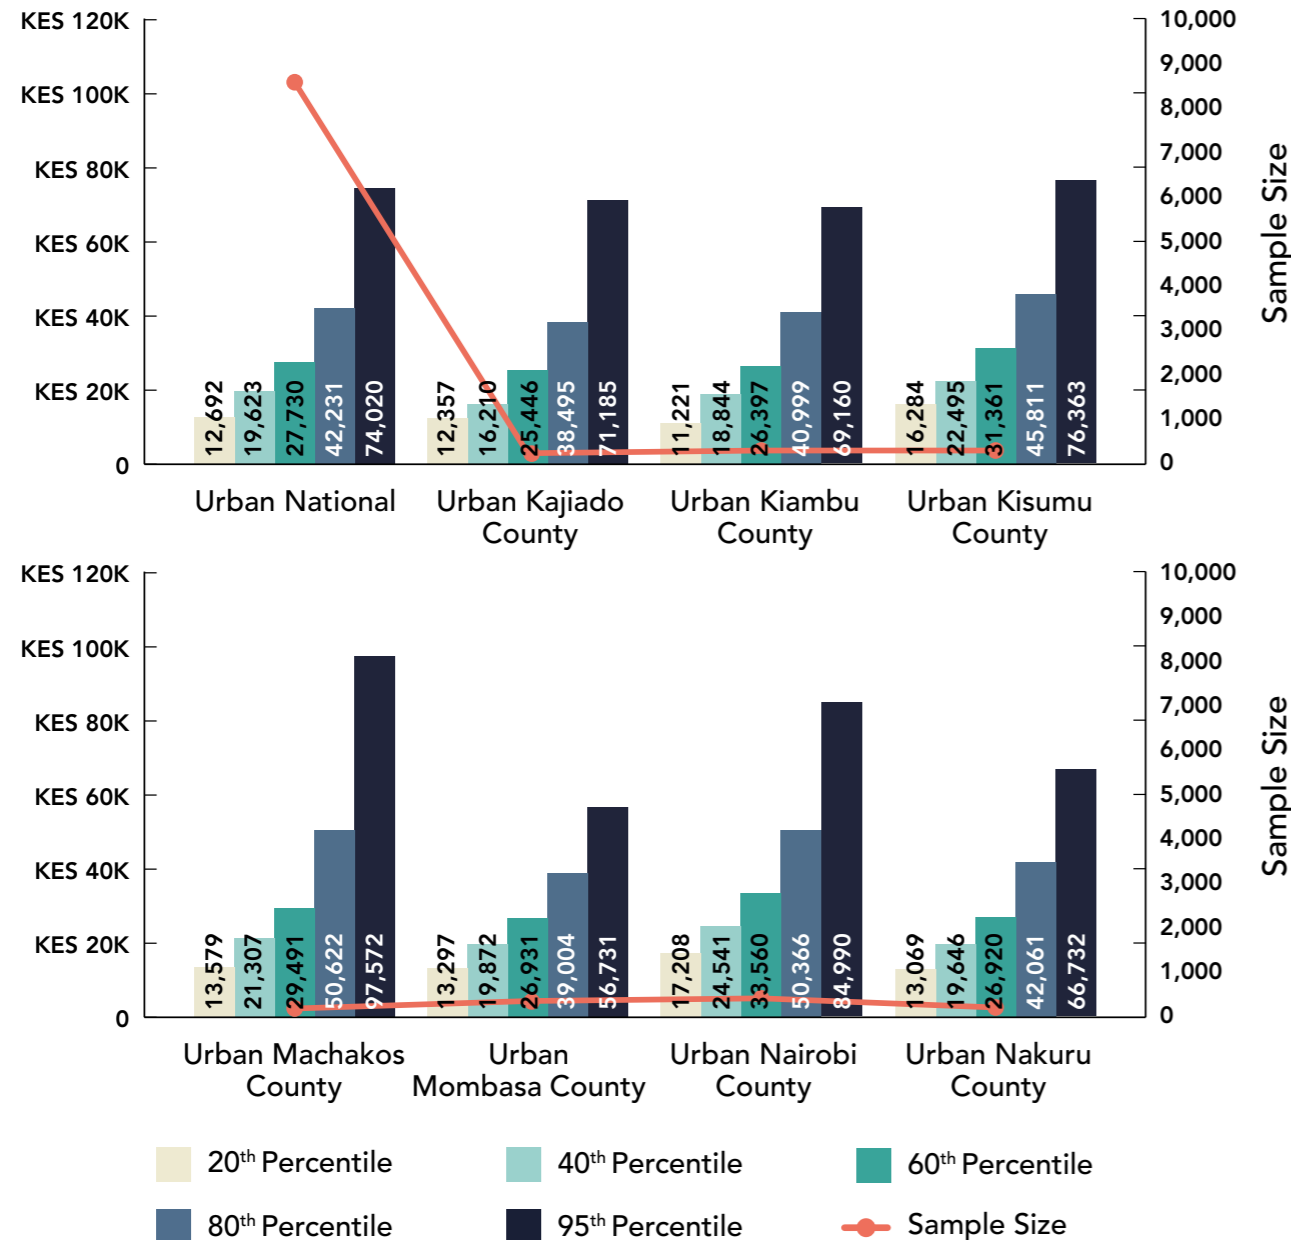 KES 120K
KES 100K
KES 80K
KES 60K
KES 40K
KES 20K
0
10,000
9,000
8,000
7,000
6,000
5,000
4,000
3,000
2,000
1,000
0
Sample Size
12,692
19,623
27,730
42,231
74,020
12,357
16,210
25,446
38,495
71,185
11,221
18,844
26,397
40,999
69,160
16,284
22,495
31,361
45,811
76,363
Urban National
Urban Kajiado
County
Urban Kiambu
County
Urban Kisumu
County
KES 120K
KES 100K
KES 80K
KES 60K
KES 40K
KES 20K
0
10,000
9,000
8,000
7,000
6,000
5,000
4,000
3,000
2,000
1,000
0
Sample Size
13,579
21,307
29,491
50,622
97,572
13,297
19,872
26,931
39,004
56,731
17,208
24,541
33,560
50,366
84,990
13,069
19,646
26,920
42,061
66,732
Urban Machakos
County
Urban
Mombasa County
Urban Nairobi
County
Urban Nakuru
County
20th Percentile
40th Percentile
60th Percentile
80th Percentile
95th Percentile
Sample Size